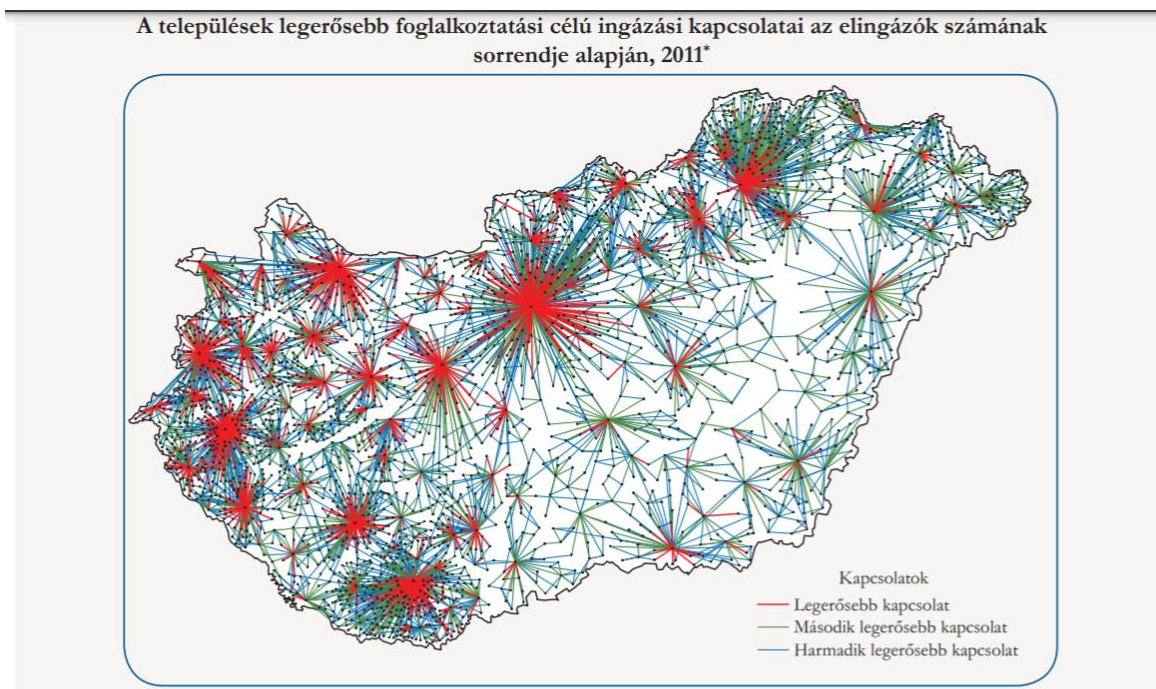 A települések legerősebb foglalkoztatási célú ingázási kapcsolatai az elingázók számának
sorrendje alapján, 2011*
Kapcsolatok
Legerősebb kapcsolat
Második legerősebb kapcsolat
Harmadik legerősebb kapcsolat